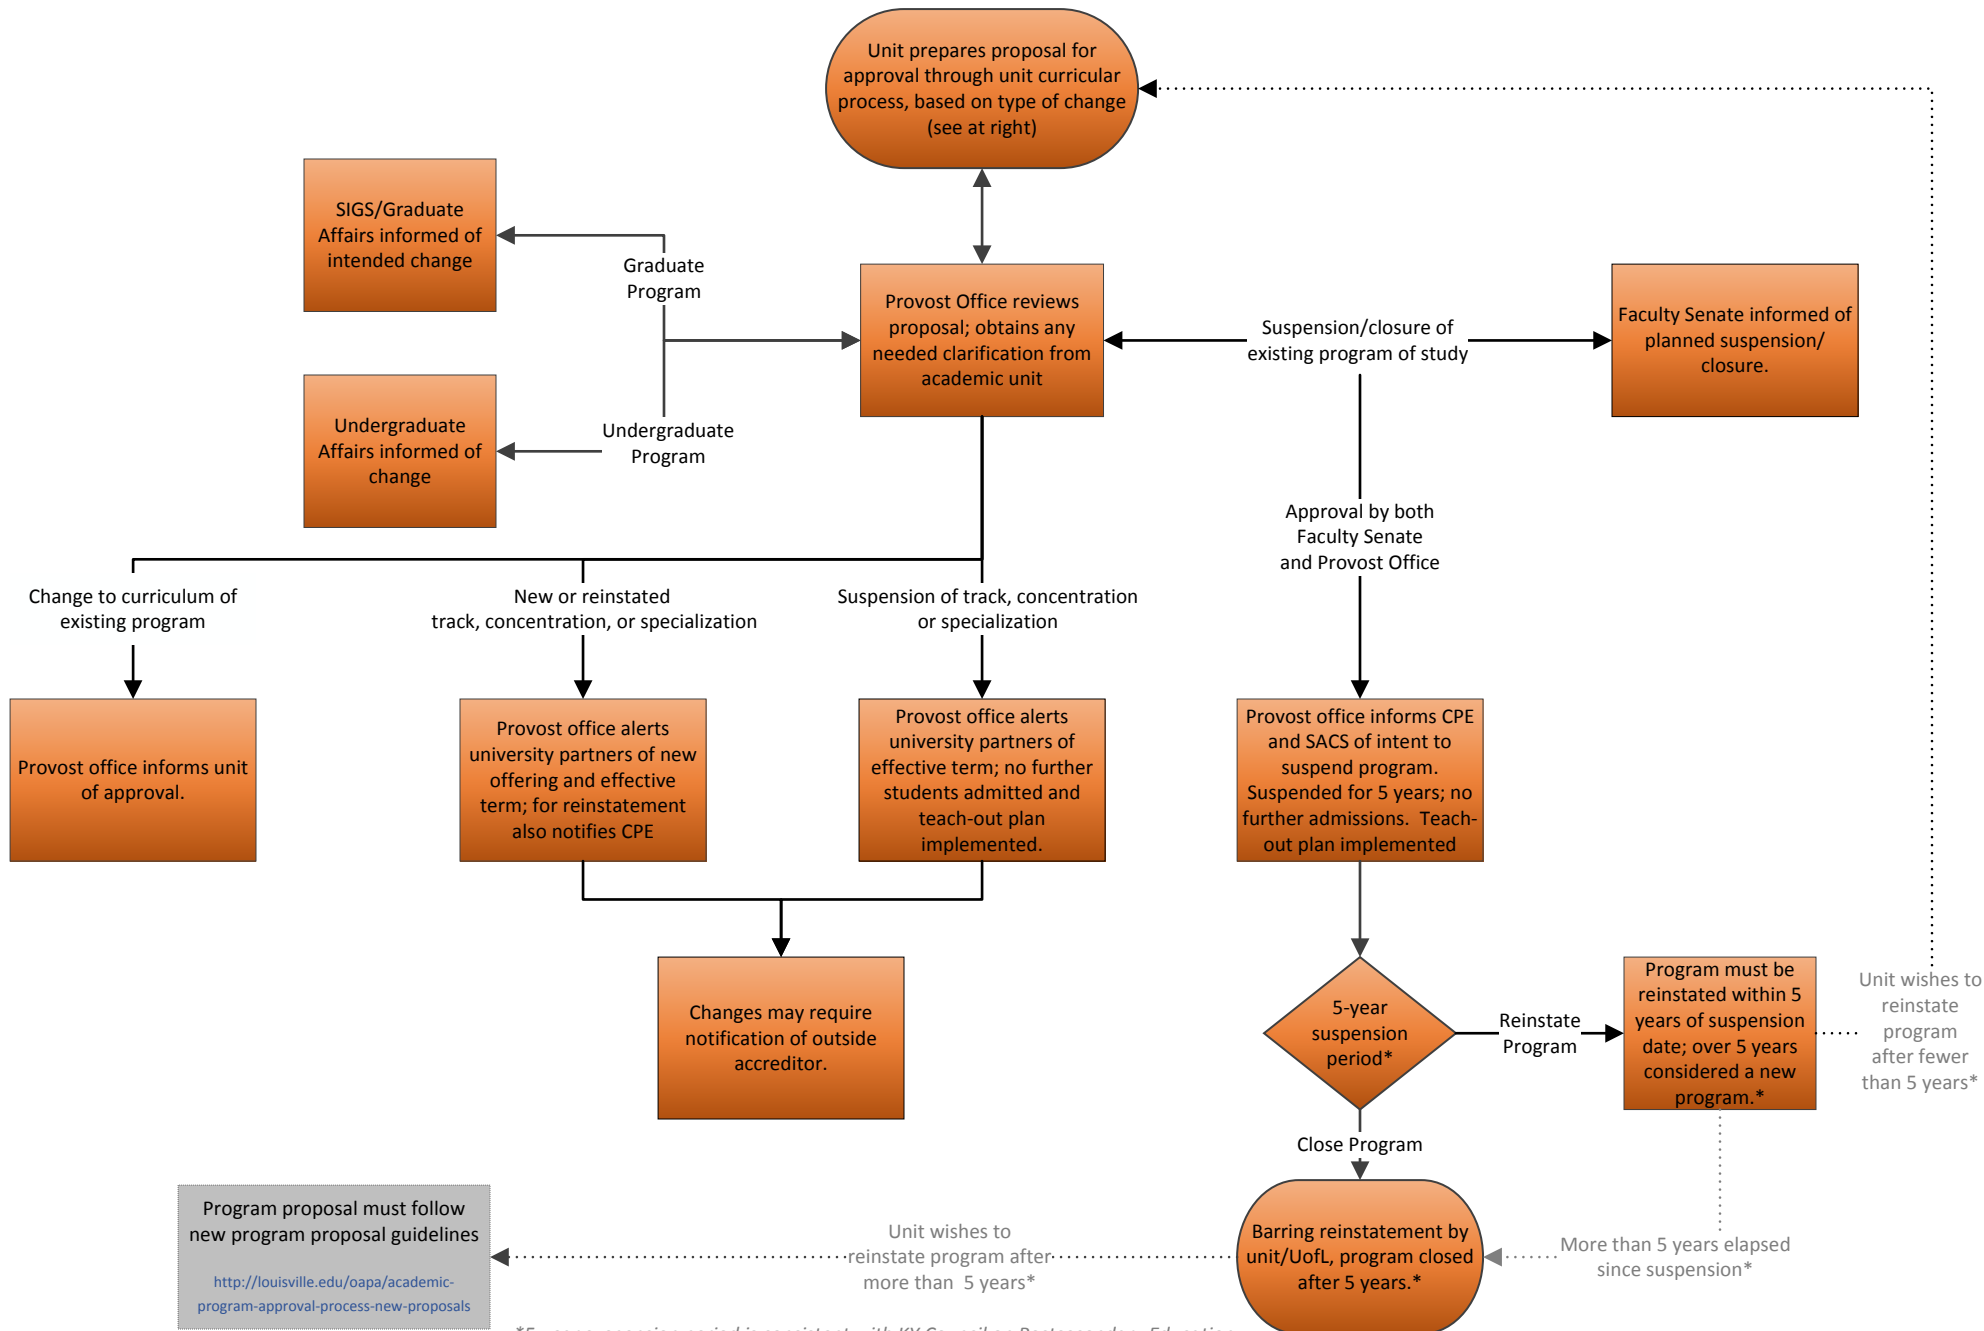 Unit prepares proposal for
approval through unit curricular
process, based on type of change
(see at right)
SIGS/Graduate
Affairs informed of
intended change
Graduate
Program
Provost Office reviews
proposal; obtains any
needed clarification from
academic unit
Suspension/closure of
existing program of study
Faculty Senate informed of
planned suspension/
closure.
Undergraduate
Affairs informed of
change
Undergraduate
Program
Approval by both
Faculty Senate
and Provost Office
Change to curriculum of
existing program
New or reinstated
track, concentration, or specialization
Suspension of track, concentration
or specialization
Provost office informs unit
of approval.
Provost office alerts
university partners of new
offering and effective
term; for reinstatement
also notifies CPE
Provost office alerts
university partners of
effective term; no further
students admitted and
teach-out plan
implemented.
Provost office informs CPE
and SACS of intent to
suspend program.
Suspended for 5 years; no
further admissions. Teach-
out plan implemented
Changes may require
notification of outside
accreditor.
5-year
suspension
period*
Reinstate
Program
Program must be
reinstated within 5
years of suspension
date; over 5 years
considered a new
program.*
Unit wishes to
reinstate
program
after fewer
than 5 years*
Close Program
Program proposal must follow
new program proposal guidelines
http://louisville.edu/oapa/academic-
program-approval-process-new-proposals
Unit wishes to
reinstate program after
more than 5 years*
Barring reinstatement by
unit/UofL, program closed
after 5 years.*
More than 5 years elapsed
since suspension*